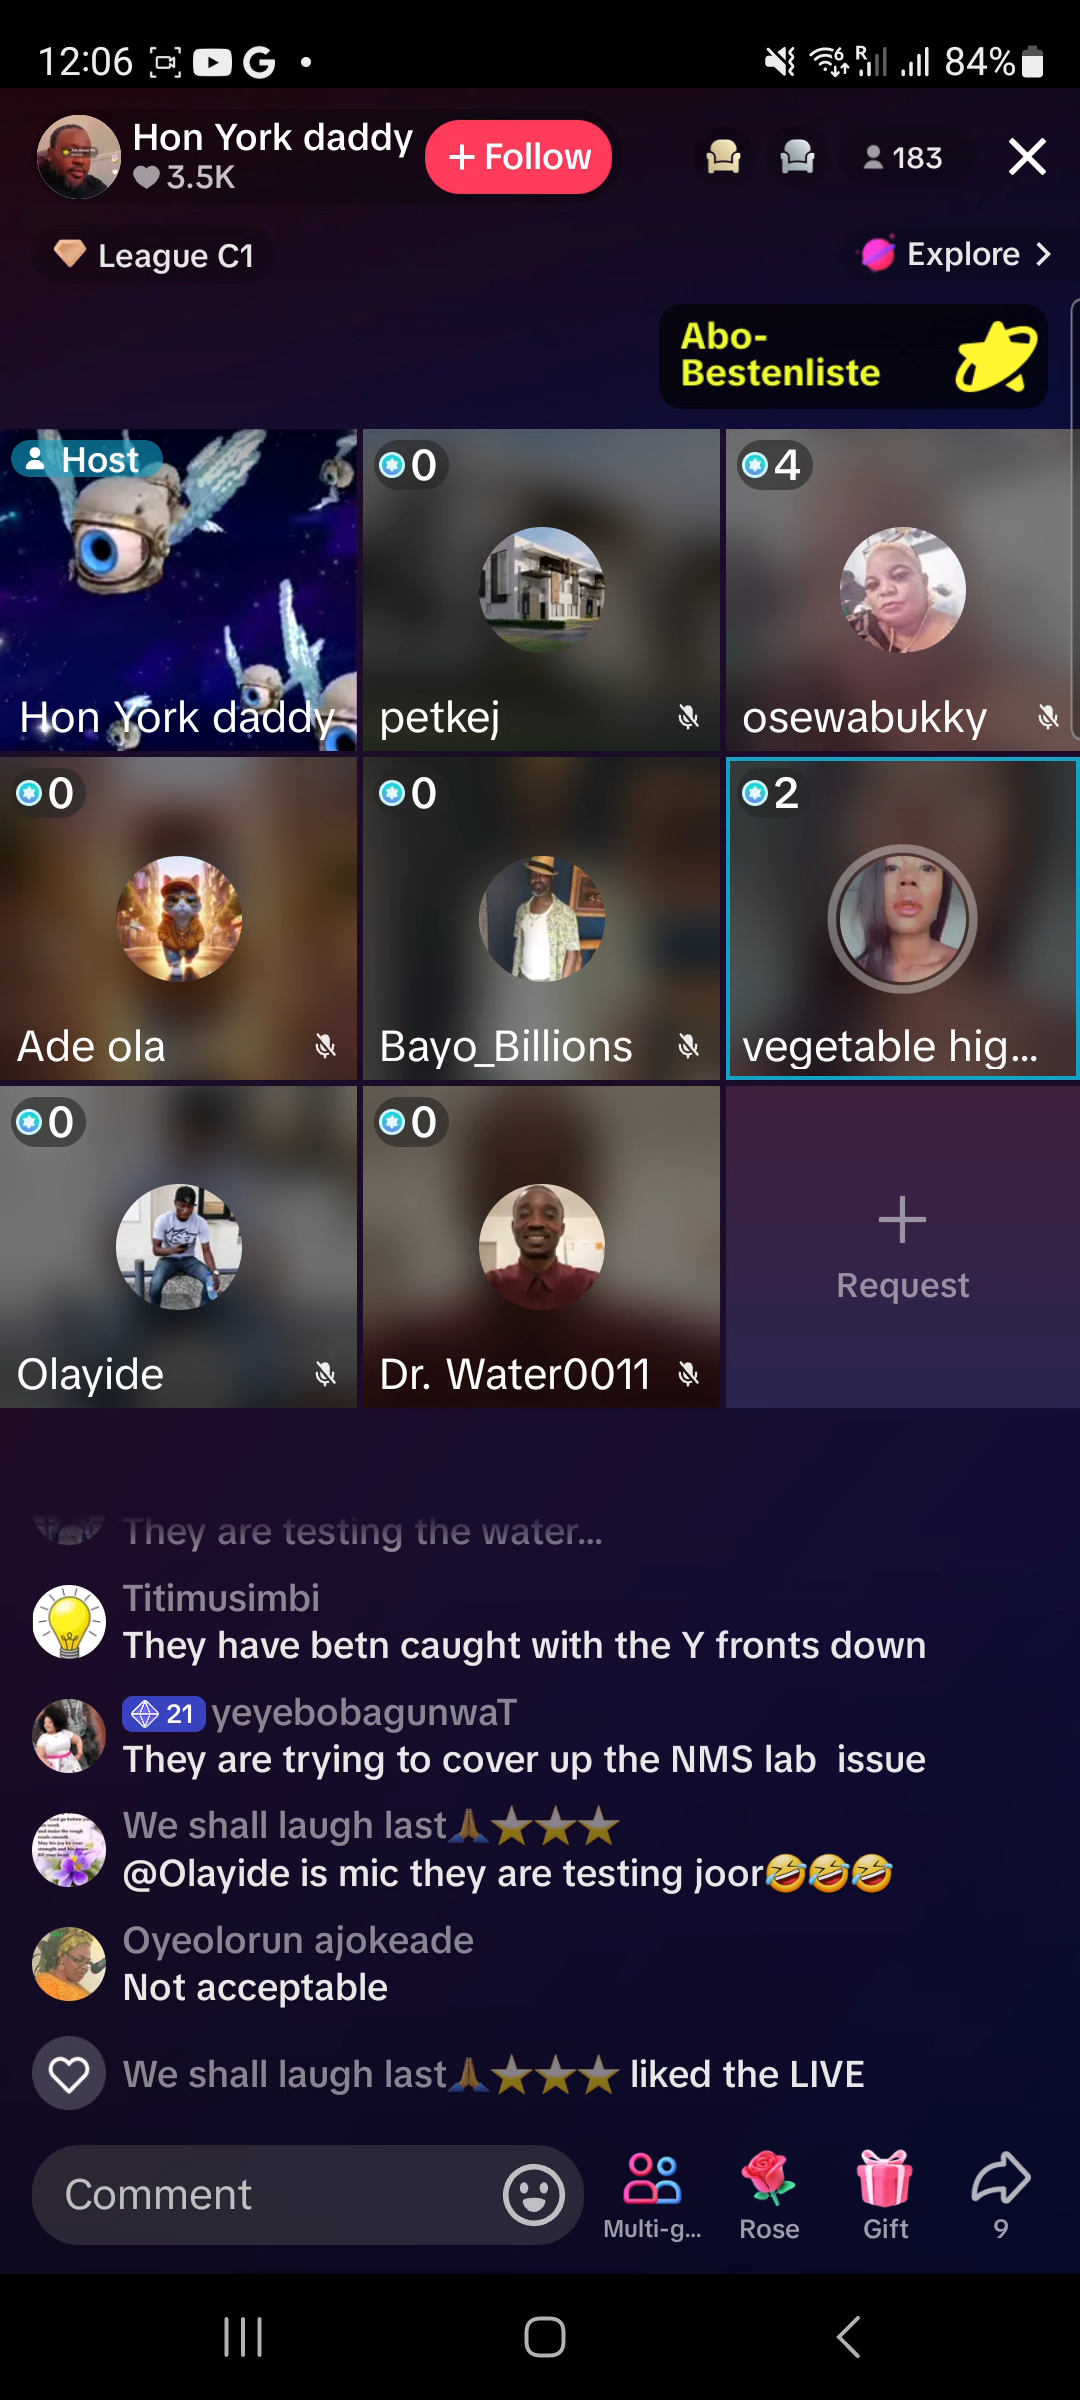 12:06 G • R 84%
Hon York daddy
3.5K
+ Follow
183
League C1
Explore >
Abo-
Bestenliste
Host
0
4
Hon York daddy
petkej
osewabukky
0
0
2
Ade ola
Bayo_Billions
vegetable hig...
0
0
Request
Olayide
Dr. Water0011
They are testing the water...
Titimusimbi
They have betn caught with the Y fronts down
21 yeyebobagunwaT
They are trying to cover up the NMS lab issue
We shall laugh last🙏⭐⭐⭐
@Olayide is mic they are testing joor🤣🤣🤣
Oyeolorun ajokeade
Not acceptable
We shall laugh last🙏⭐⭐⭐ liked the LIVE
Comment
Multi-g...
Rose
Gift
9